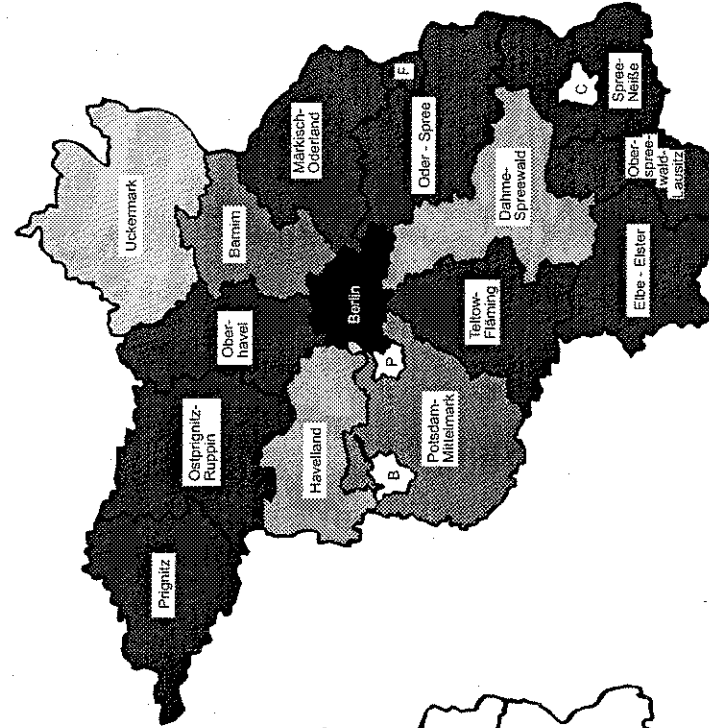 Uckermark
Prignitz
Ostprignitz-
Ruppin
Ober-
havel
Barnim
Märkisch-
Oderland
Havelland
Berlin
B
P
Potsdam-
Mittelmark
Teltow-
Fläming
Dahme-
Spreewald
Oder - Spree
F
Elbe - Elster
Ober-
spree-
wald-
Lausitz
C
Spree-
Neiße